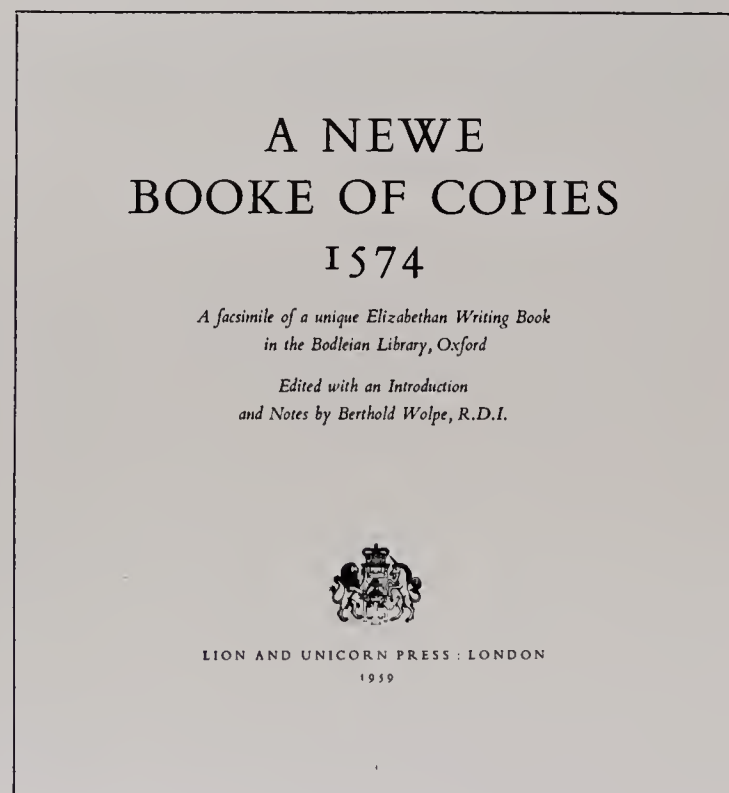 A NEWE
BOOKE OF COPIES
1574
A facsimile of a unique Elizabethan Writing Book
in the Bodleian Library, Oxford
Edited with an Introduction
and Notes by Berthold Wolpe, R.D.I.
LION AND UNICORN PRESS : LONDON
1959